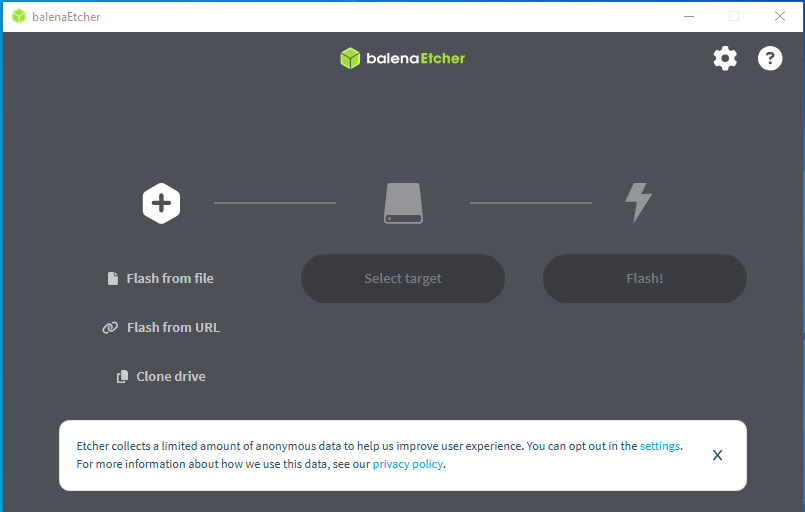 balenaEtcher
balenaEtcher
Flash from file
Select target
Flash!
Flash from URL
Clone drive
Etcher collects a limited amount of anonymous data to help us improve user experience. You can opt out in the settings.
For more information about how we use this data, see our privacy policy.